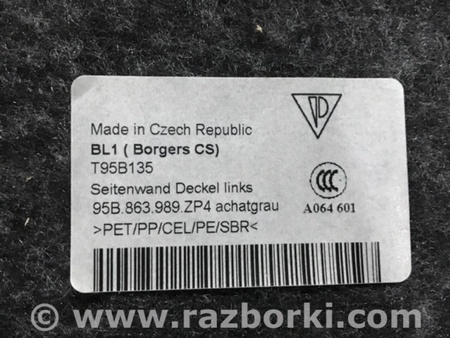 Made in Czech Republic
BL1 ( Borgers CS)
T95B135
Seitenwand Deckel links
95B.863.989.ZP4 achatgrau
>PET/PP/CEL/PE/SBR<
CCC
A064 601
© www.razborki.com